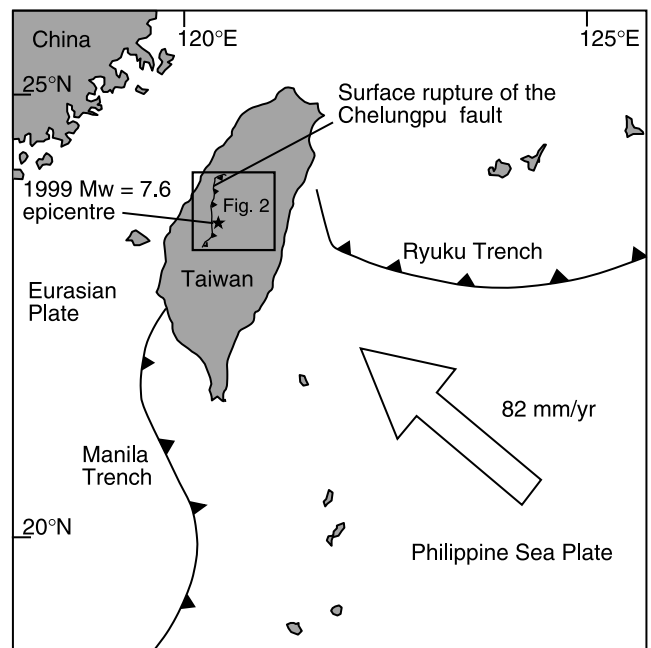 China
120°E
125°E
25°N
Surface rupture of the
Chelungpu fault
1999 Mw = 7.6
epicentre
Fig. 2
Ryuku Trench
Taiwan
Eurasian
Plate
82 mm/yr
Manila
Trench
20°N
Philippine Sea Plate